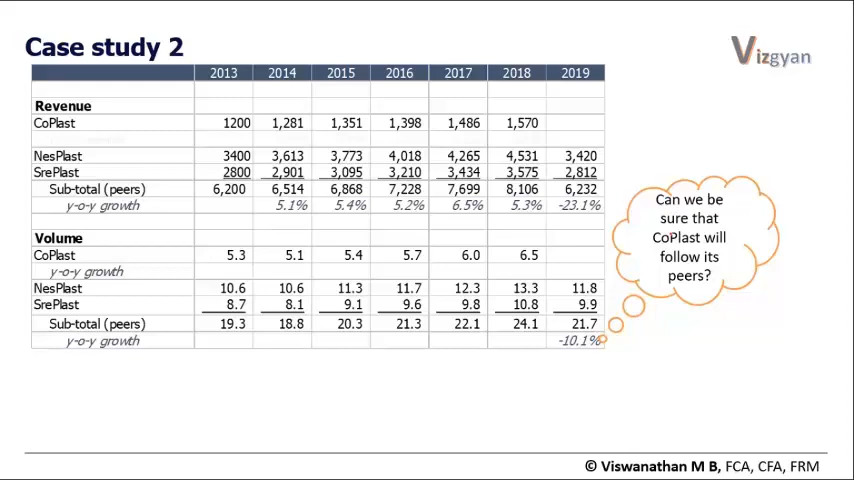 Case study 2
Vizgyan
2013 2014 2015 2016 2017 2018 2019
Revenue
CoPlast 1200 1,281 1,351 1,398 1,486 1,570
NesPlast 3400 3,613 3,773 4,018 4,265 4,531 3,420
SrePlast 2800 2,901 3,095 3,210 3,434 3,575 2,812
Sub-total (peers) 6,200 6,514 6,868 7,228 7,699 8,106 6,232
y-o-y growth 5.1% 5.4% 5.2% 6.5% 5.3% -23.1%
Volume
CoPlast 5.3 5.1 5.4 5.7 6.0 6.5
y-o-y growth
NesPlast 10.6 10.6 11.3 11.7 12.3 13.3 11.8
SrePlast 8.7 8.1 9.1 9.6 9.8 10.8 9.9
Sub-total (peers) 19.3 18.8 20.3 21.3 22.1 24.1 21.7
y-o-y growth -10.1%
Can we be
sure that
CoPlast will
follow its
peers?
© Viswanathan M B, FCA, CFA, FRM